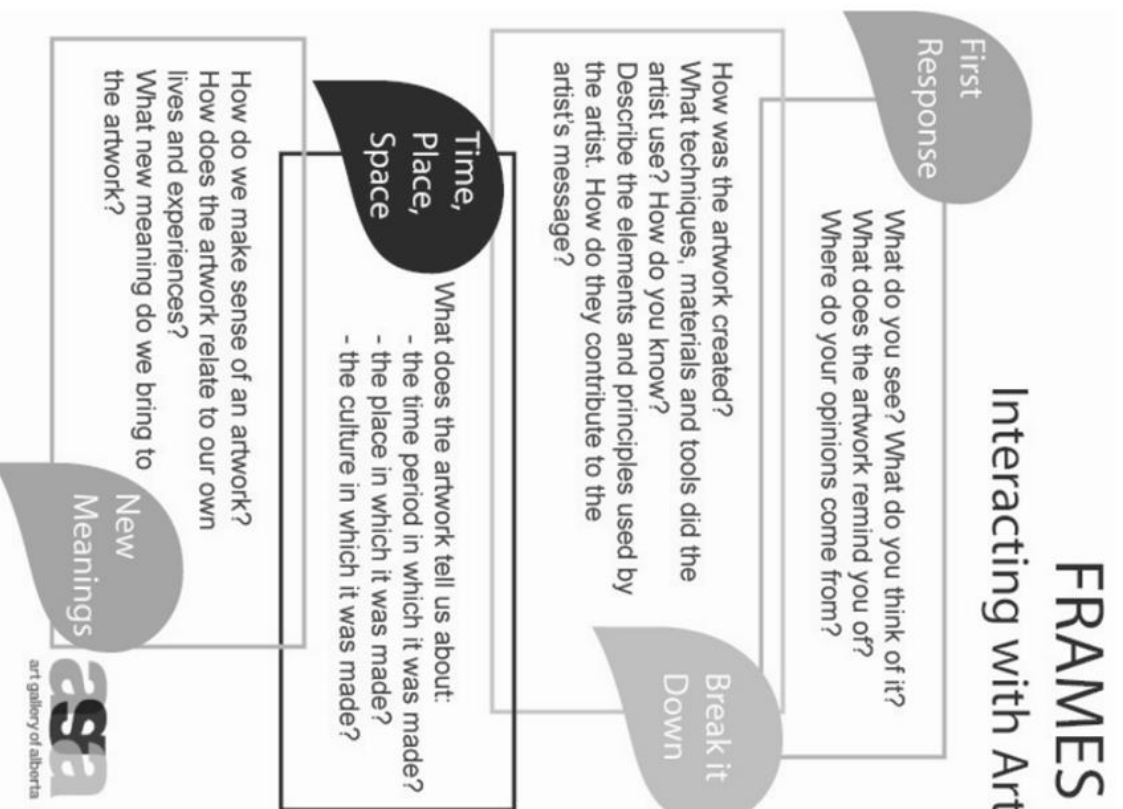 FRAMES
Interacting with Art
First
Response
What do you see? What do you think of it?
What does the artwork remind you of?
Where do your opinions come from?
Break it
Down
How was the artwork created?
What techniques, materials and tools did the
artist use? How do you know?
Describe the elements and principles used by
the artist. How do they contribute to the
artist's message?
Time,
Place,
Space
What does the artwork tell us about:
- the time period in which it was made?
- the place in which it was made?
- the culture in which it was made?
New
Meanings
How do we make sense of an artwork?
How does the artwork relate to our own
lives and experiences?
What new meaning do we bring to
the artwork?
aga
art gallery of alberta